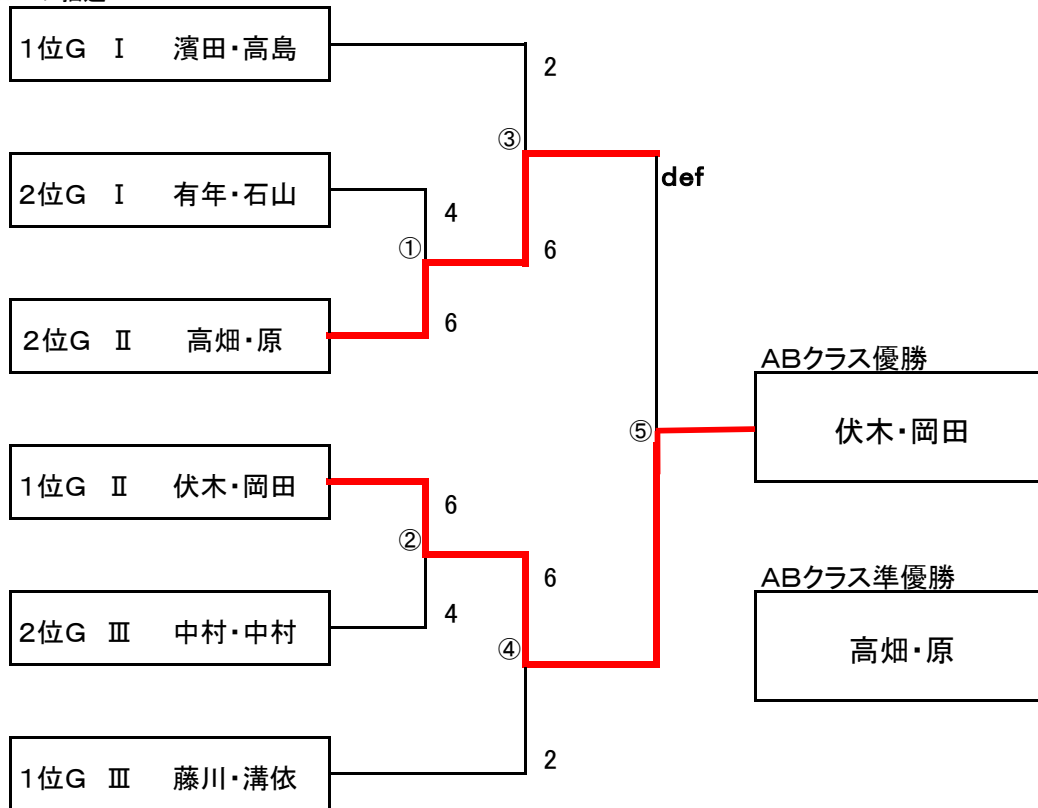 1位G Ⅰ 濱田・高島
2
③
def
2位G Ⅰ 有年・石山
4
①
6
6
2位G Ⅱ 高畑・原
ABクラス優勝
⑤
伏木・岡田
1位G Ⅱ 伏木・岡田
6
②
6
ABクラス準優勝
2位G Ⅲ 中村・中村
4
④
高畑・原
2
1位G Ⅲ 藤川・溝依